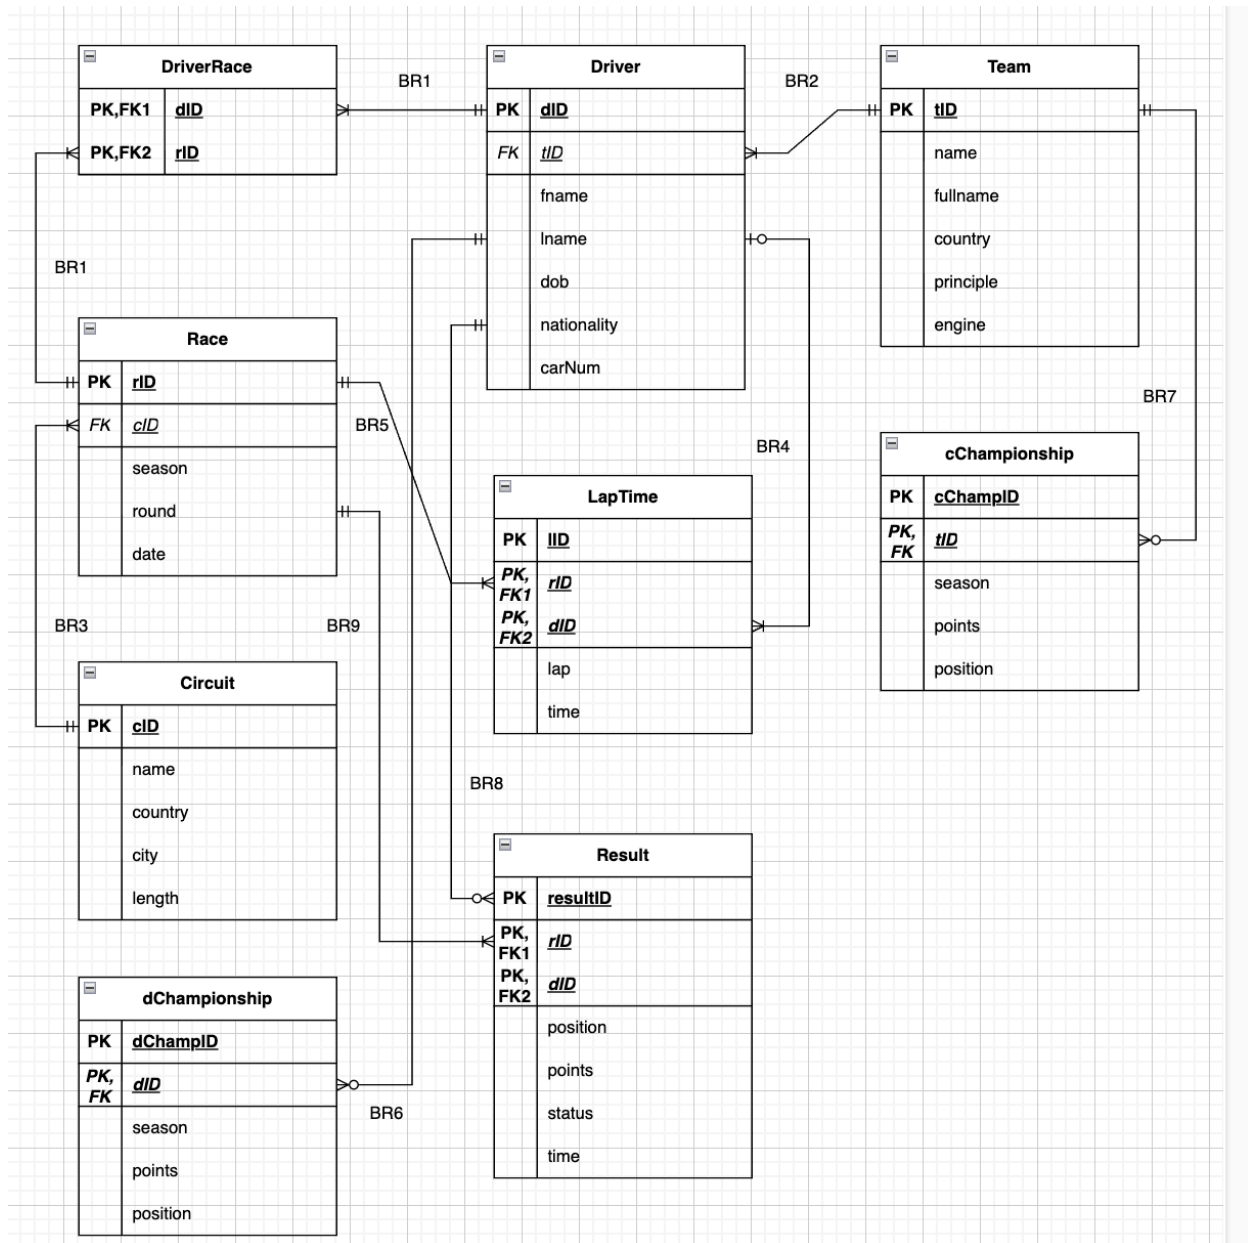 DriverRace
PK,FK1 dID
PK,FK2 rID
BR1
Driver
PK dID
FK tID
fname
lname
dob
nationality
carNum
BR2
Team
PK tID
name
fullname
country
principle
engine
BR1
Race
PK rID
FK cID
season
round
date
BR5
BR4
BR7
LapTime
PK lID
PK,
FK1 rID
PK,
FK2 dID
lap
time
cChampionship
PK cChampID
PK,
FK tID
season
points
position
BR3
BR9
Circuit
PK cID
name
country
city
length
BR8
Result
PK resultID
PK,
FK1 rID
PK,
FK2 dID
position
points
status
time
dChampionship
PK dChampID
PK,
FK dID
season
points
position
BR6